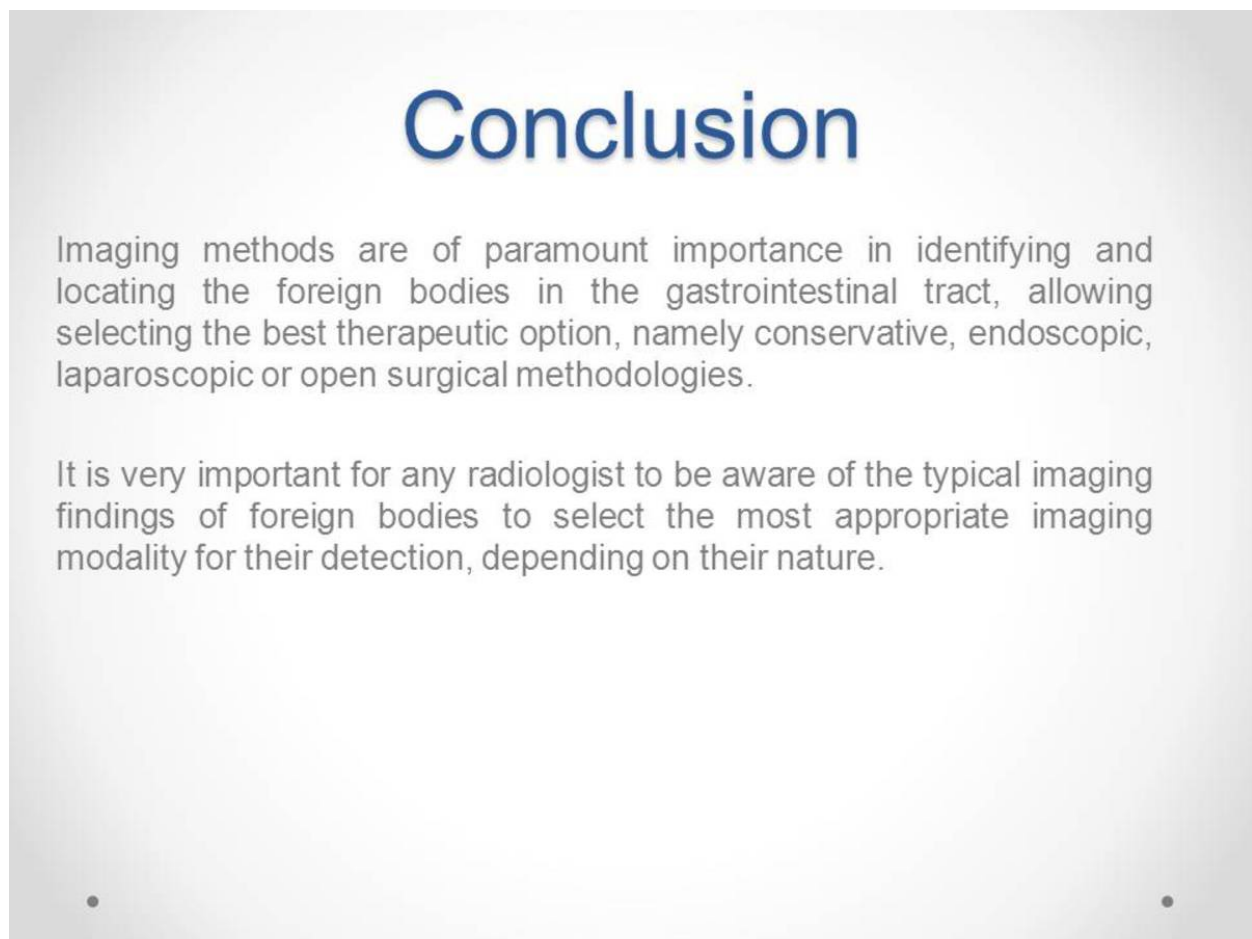 Conclusion
Imaging methods are of paramount importance in identifying and
locating the foreign bodies in the gastrointestinal tract, allowing
selecting the best therapeutic option, namely conservative, endoscopic,
laparoscopic or open surgical methodologies.
It is very important for any radiologist to be aware of the typical imaging
findings of foreign bodies to select the most appropriate imaging
modality for their detection, depending on their nature.